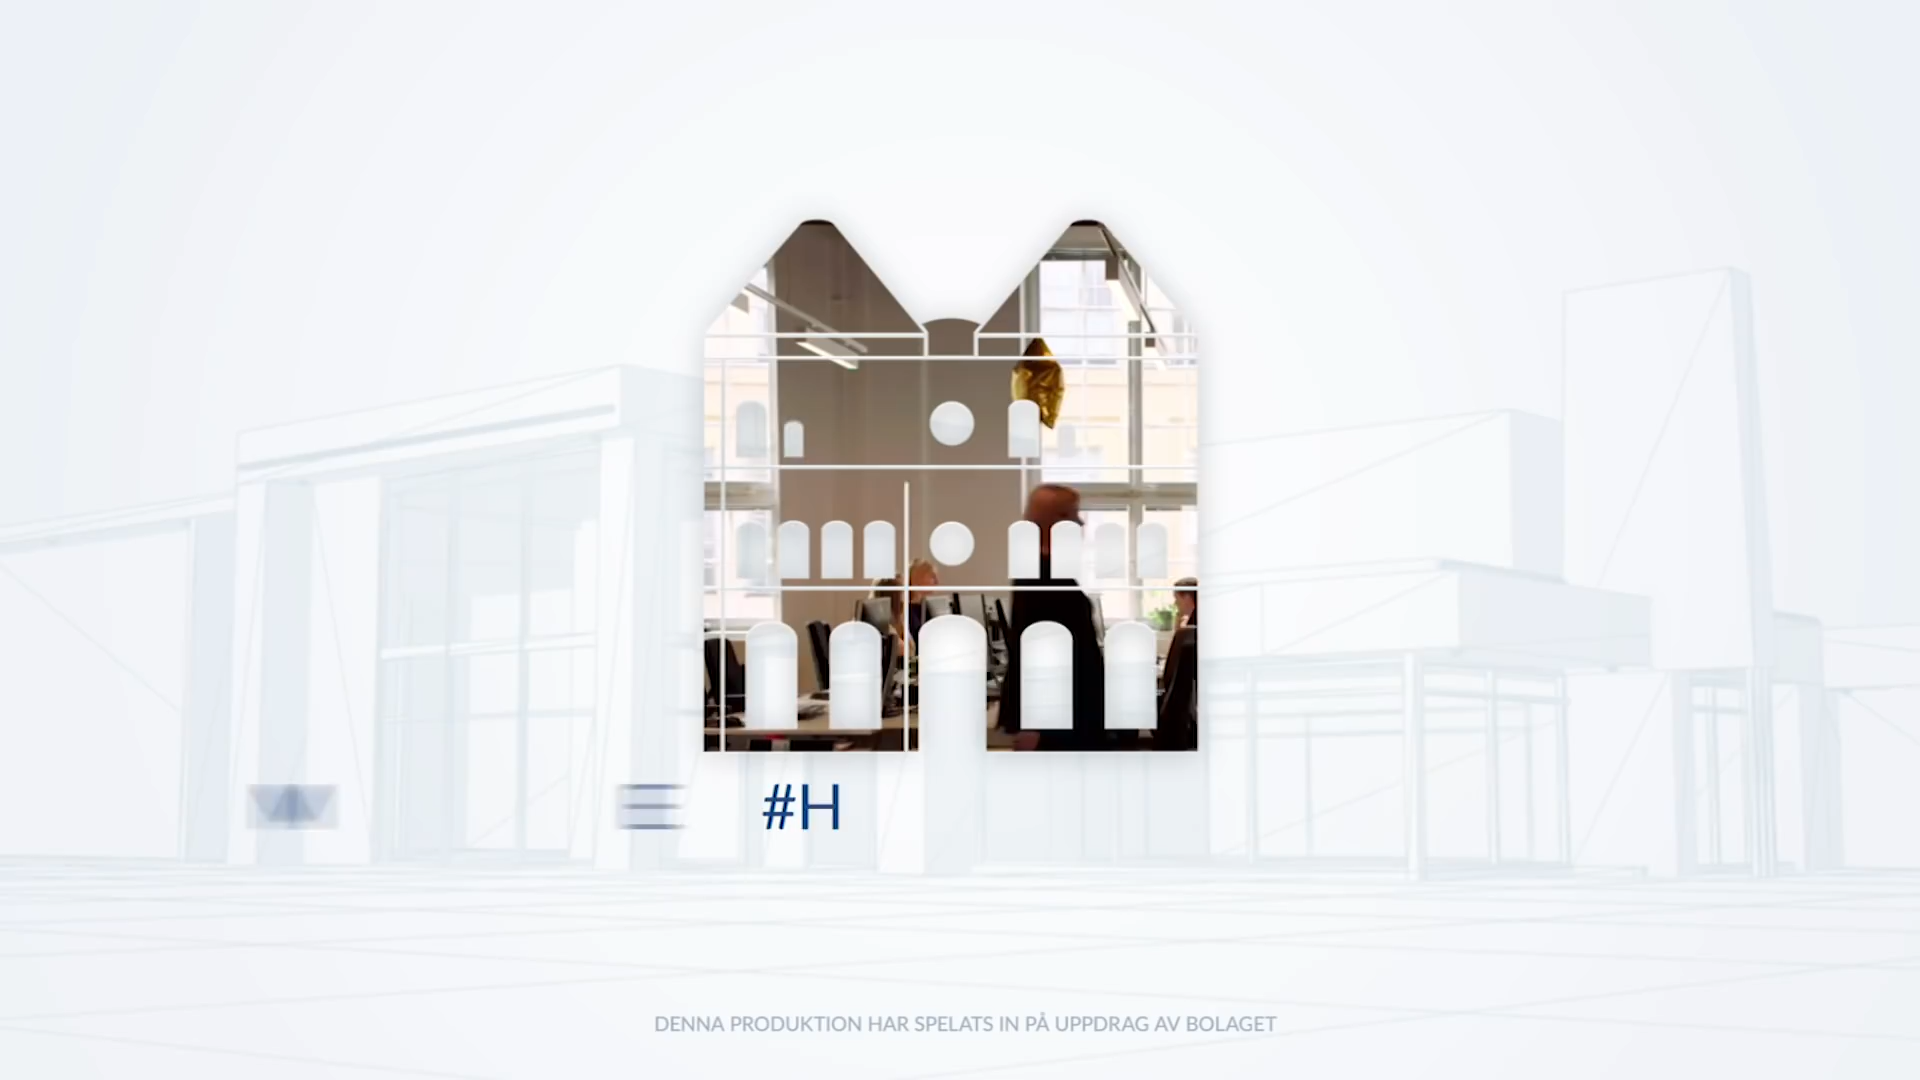 #H
DENNA PRODUKTION HAR SPELATS IN PÅ UPPDRAG AV BOLAGET